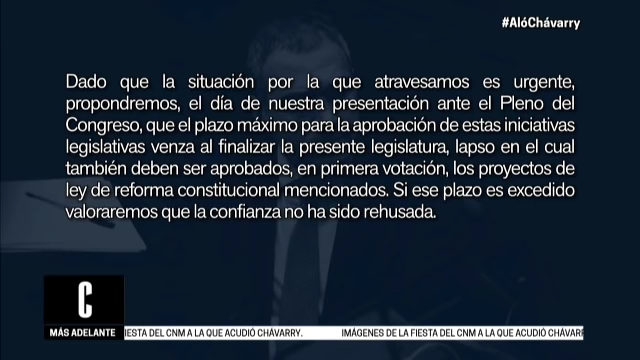 #AlóChávarry
Dado que la situación por la que atravesamos es urgente,
propondremos, el día de nuestra presentación ante el Pleno del
Congreso, que el plazo máximo para la aprobación de estas iniciativas
legislativas venza al finalizar la presente legislatura, lapso en el cual
también deben ser aprobados, en primera votación, los proyectos de
ley de reforma constitucional mencionados. Si ese plazo es excedido
valoraremos que la confianza no ha sido rehusada.
C
MÁS ADELANTE
IESTA DEL CNM A LA QUE ACUDIÓ CHÁVARRY. IMÁGENES DE LA FIESTA DEL CNM A LA QUE ACUDIÓ CHÁVARR